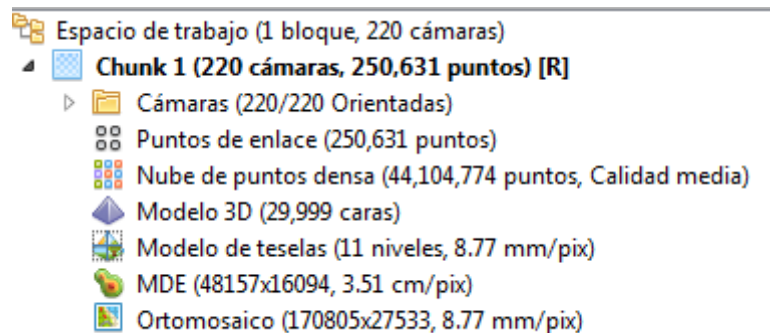 Espacio de trabajo (1 bloque, 220 cámaras)
Chunk 1 (220 cámaras, 250,631 puntos) [R]
Cámaras (220/220 Orientadas)
Puntos de enlace (250,631 puntos)
Nube de puntos densa (44,104,774 puntos, Calidad media)
Modelo 3D (29,999 caras)
Modelo de teselas (11 niveles, 8.77 mm/pix)
MDE (48157x16094, 3.51 cm/pix)
Ortomosaico (170805x27533, 8.77 mm/pix)